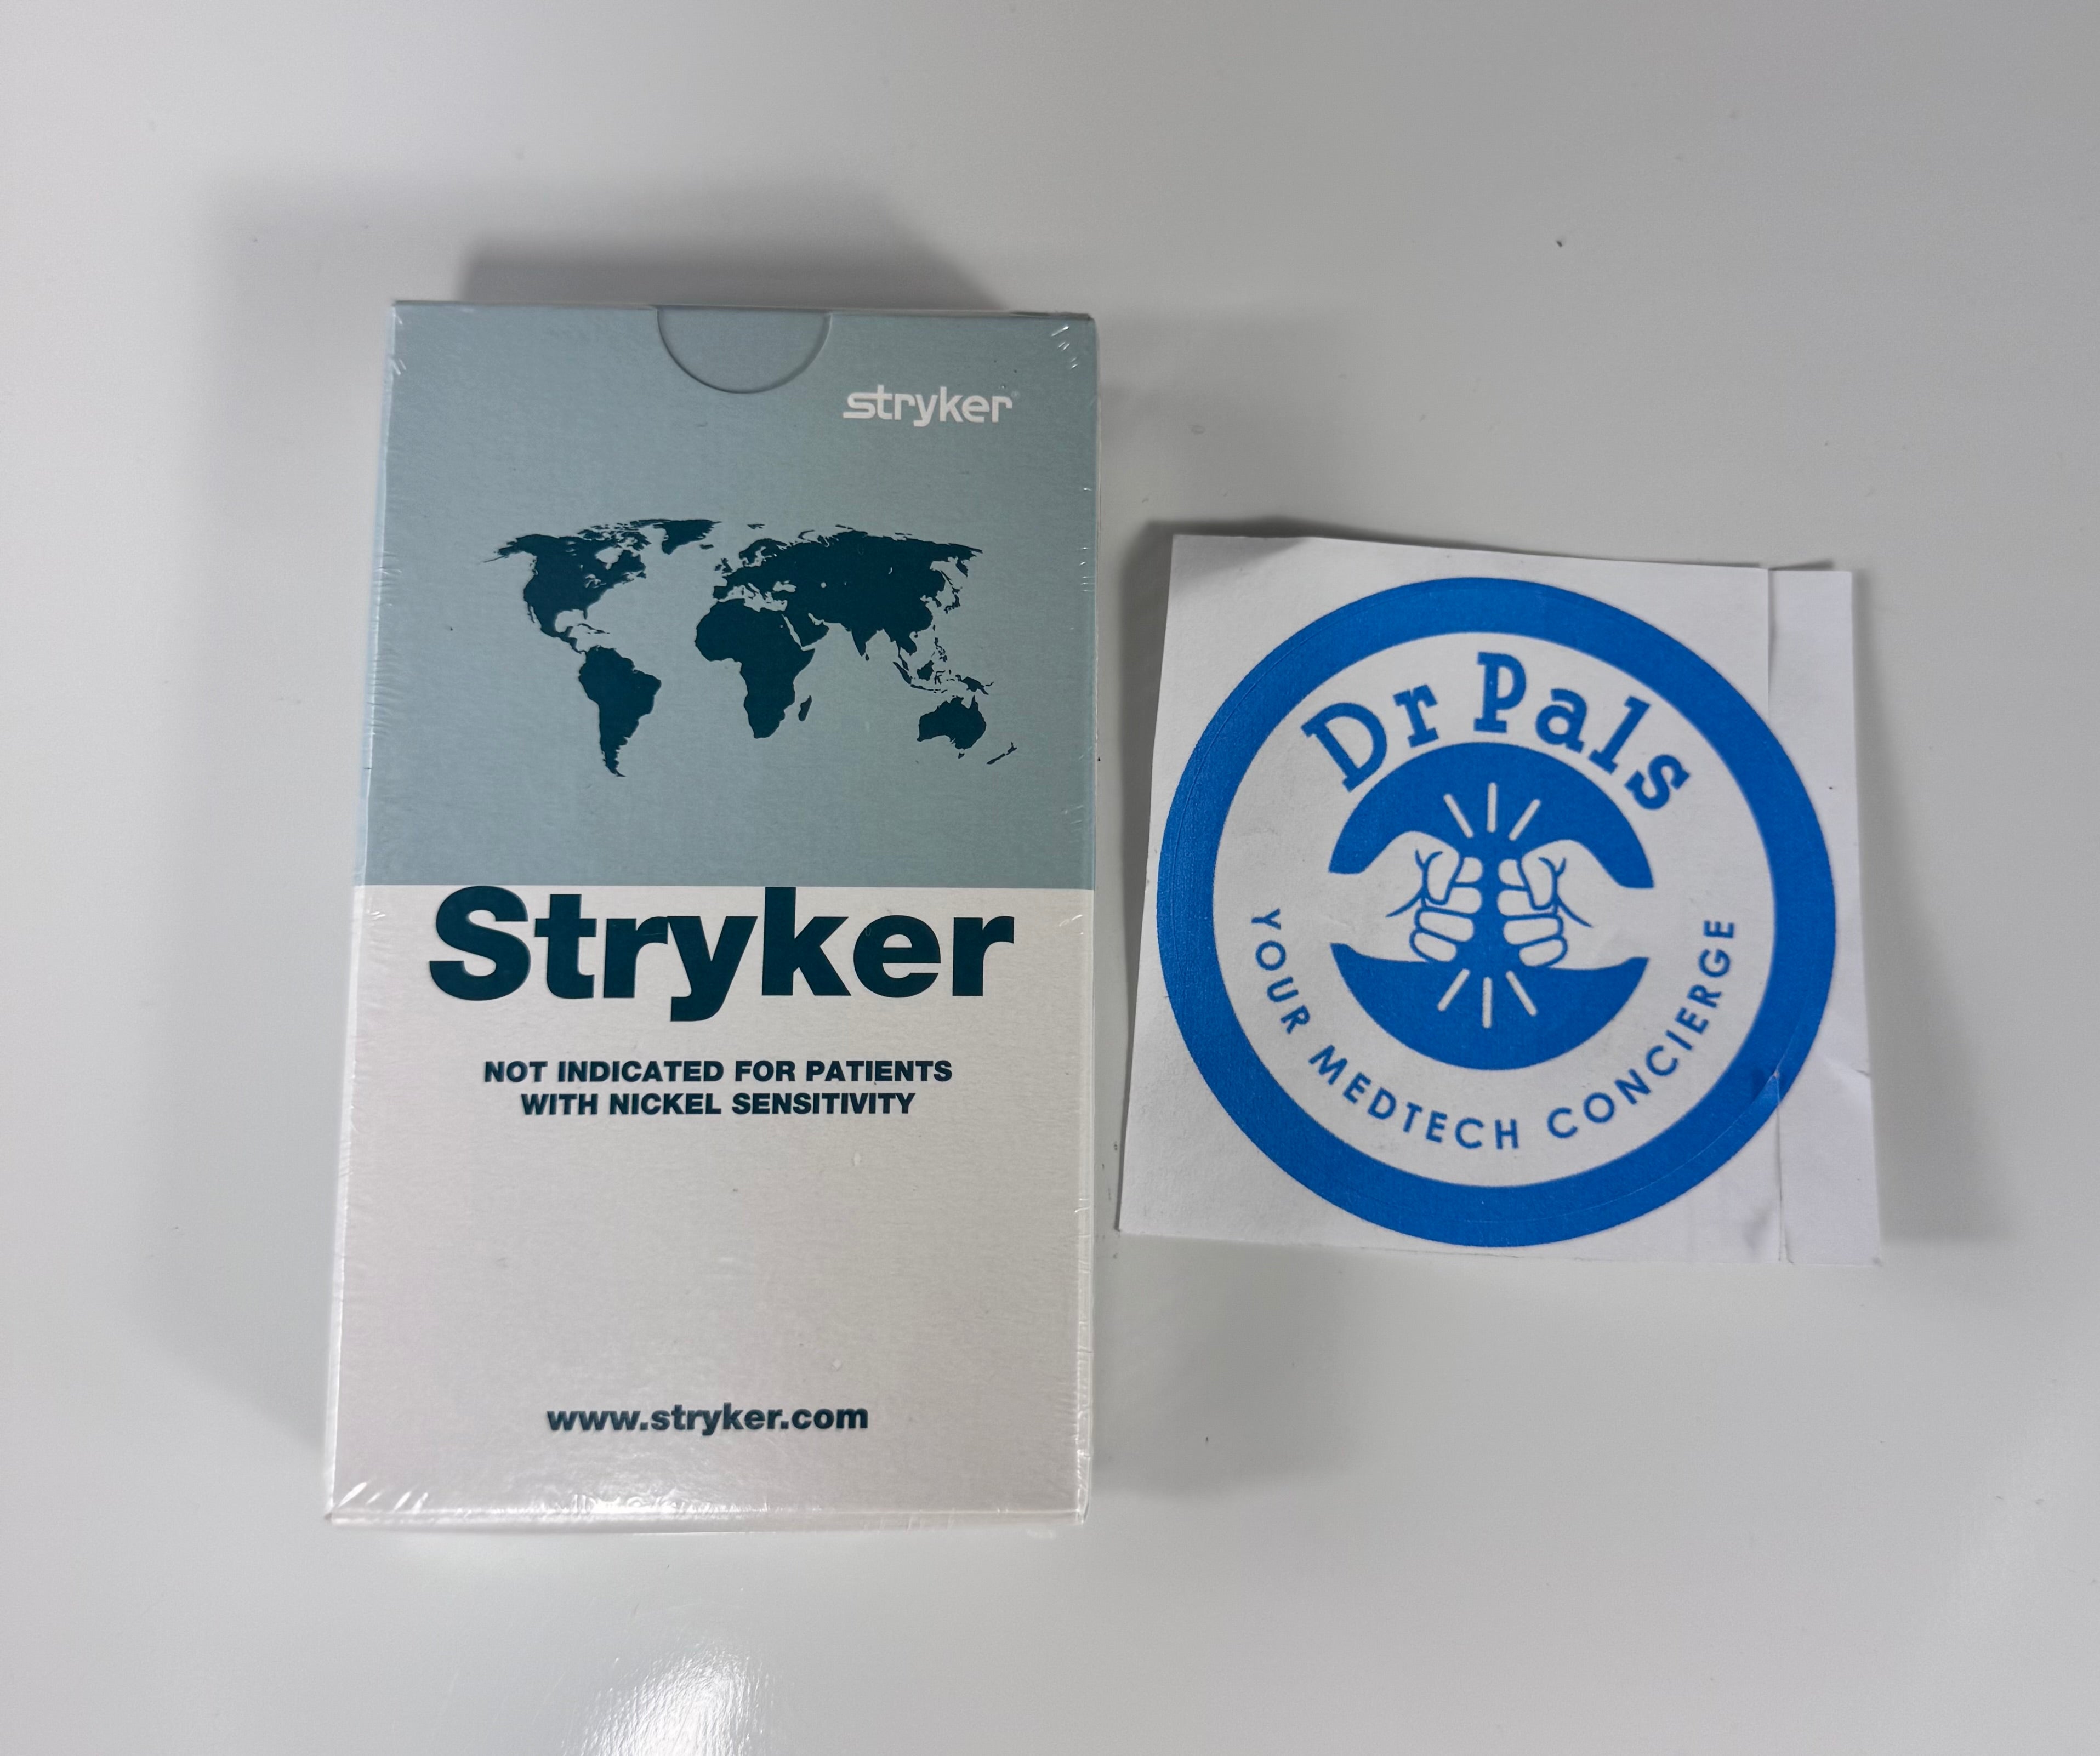 stryker®
Stryker
NOT INDICATED FOR PATIENTS
WITH NICKEL SENSITIVITY
www.stryker.com
Dr Pals
YOUR MEDTECH CONCIERGE